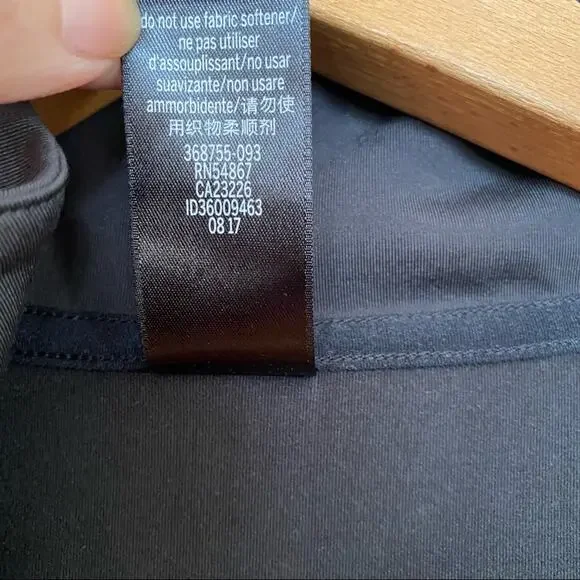 do not use fabric softener/
ne pas utiliser
d'assouplissant/no usar
suavizante/non usare
ammorbidente/请勿使
用织物柔顺剂
368755-093
RN54867
CA23226
ID36009463
08 17